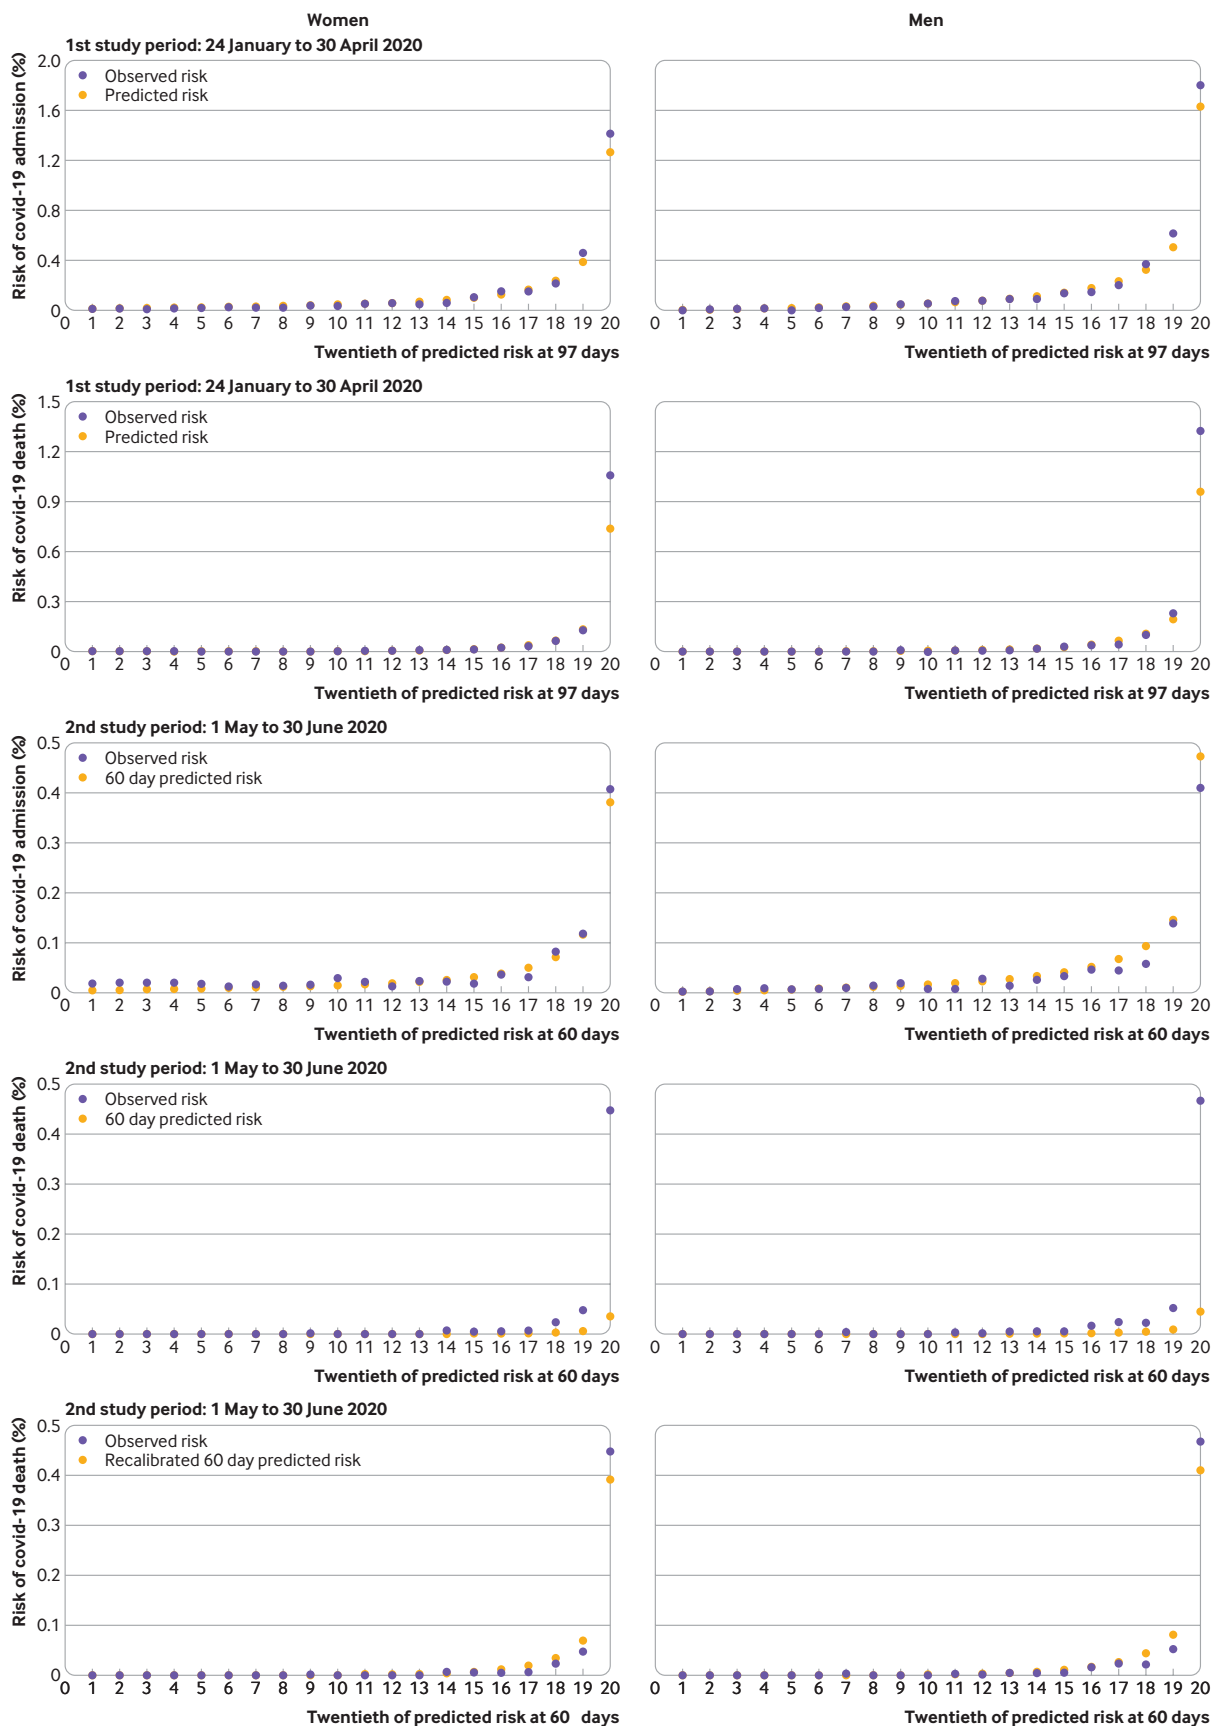 Women
Men
1st study period: 24 January to 30 April 2020
Risk of covid-19 admission (%)
2.0
1.6
1.2
0.8
0.4
0
Observed risk
Predicted risk
0 1 2 3 4 5 6 7 8 9 10 11 12 13 14 15 16 17 18 19 20
0 1 2 3 4 5 6 7 8 9 10 11 12 13 14 15 16 17 18 19 20
Twentieth of predicted risk at 97 days
Twentieth of predicted risk at 97 days
1st study period: 24 January to 30 April 2020
Risk of covid-19 death (%)
1.5
1.2
0.9
0.6
0.3
0
Observed risk
Predicted risk
0 1 2 3 4 5 6 7 8 9 10 11 12 13 14 15 16 17 18 19 20
0 1 2 3 4 5 6 7 8 9 10 11 12 13 14 15 16 17 18 19 20
Twentieth of predicted risk at 97 days
Twentieth of predicted risk at 97 days
2nd study period: 1 May to 30 June 2020
Risk of covid-19 admission (%)
0.5
0.4
0.3
0.2
0.1
0
Observed risk
60 day predicted risk
0 1 2 3 4 5 6 7 8 9 10 11 12 13 14 15 16 17 18 19 20
0 1 2 3 4 5 6 7 8 9 10 11 12 13 14 15 16 17 18 19 20
Twentieth of predicted risk at 60 days
Twentieth of predicted risk at 60 days
2nd study period: 1 May to 30 June 2020
Risk of covid-19 death (%)
0.5
0.4
0.3
0.2
0.1
0
Observed risk
60 day predicted risk
0 1 2 3 4 5 6 7 8 9 10 11 12 13 14 15 16 17 18 19 20
0 1 2 3 4 5 6 7 8 9 10 11 12 13 14 15 16 17 18 19 20
Twentieth of predicted risk at 60 days
Twentieth of predicted risk at 60 days
2nd study period: 1 May to 30 June 2020
Risk of covid-19 death (%)
0.5
0.4
0.3
0.2
0.1
0
Observed risk
Recalibrated 60 day predicted risk
0 1 2 3 4 5 6 7 8 9 10 11 12 13 14 15 16 17 18 19 20
0 1 2 3 4 5 6 7 8 9 10 11 12 13 14 15 16 17 18 19 20
Twentieth of predicted risk at 60 days
Twentieth of predicted risk at 60 days